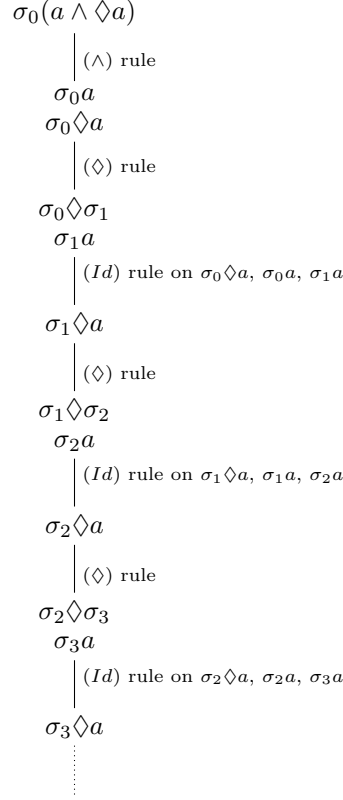 σ₀(a ∧ ◊a)
(∧) rule
σ₀a
σ₀◊a
(◊) rule
σ₀◊σ₁
σ₁a
(Id) rule on σ₀◊a, σ₀a, σ₁a
σ₁◊a
(◊) rule
σ₁◊σ₂
σ₂a
(Id) rule on σ₁◊a, σ₁a, σ₂a
σ₂◊a
(◊) rule
σ₂◊σ₃
σ₃a
(Id) rule on σ₂◊a, σ₂a, σ₃a
σ₃◊a